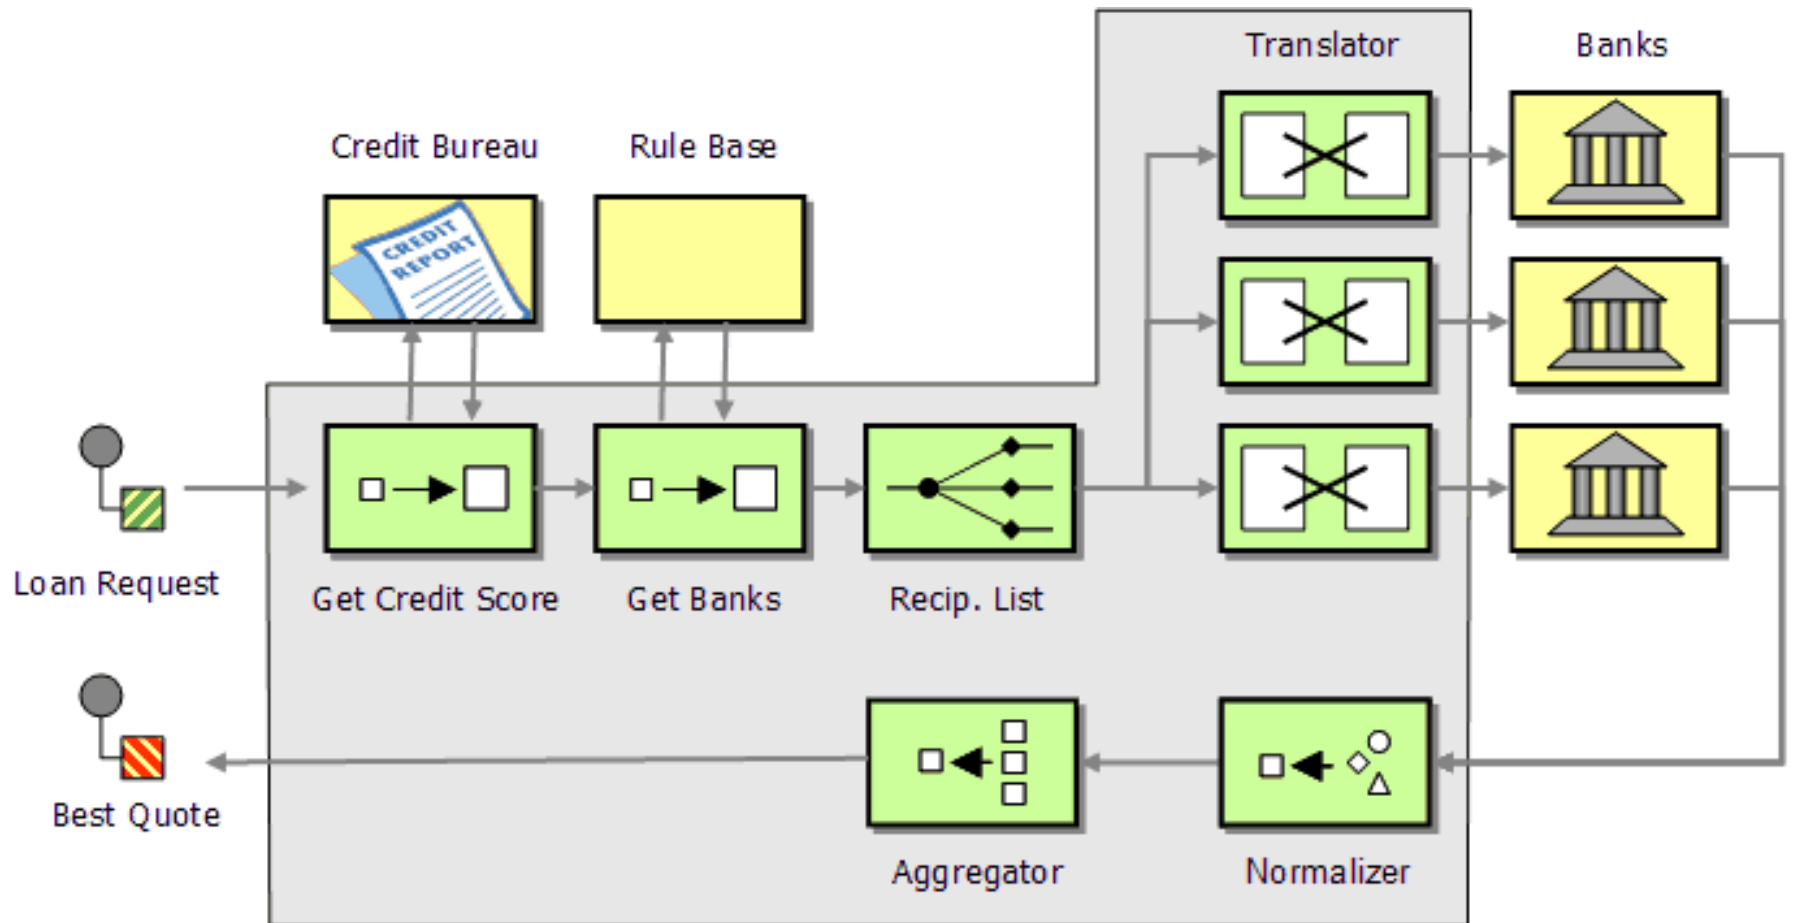 Translator
Banks
Credit Bureau
Rule Base
CREDIT
REPORT
Loan Request
Get Credit Score
Get Banks
Recip. List
Best Quote
Aggregator
Normalizer